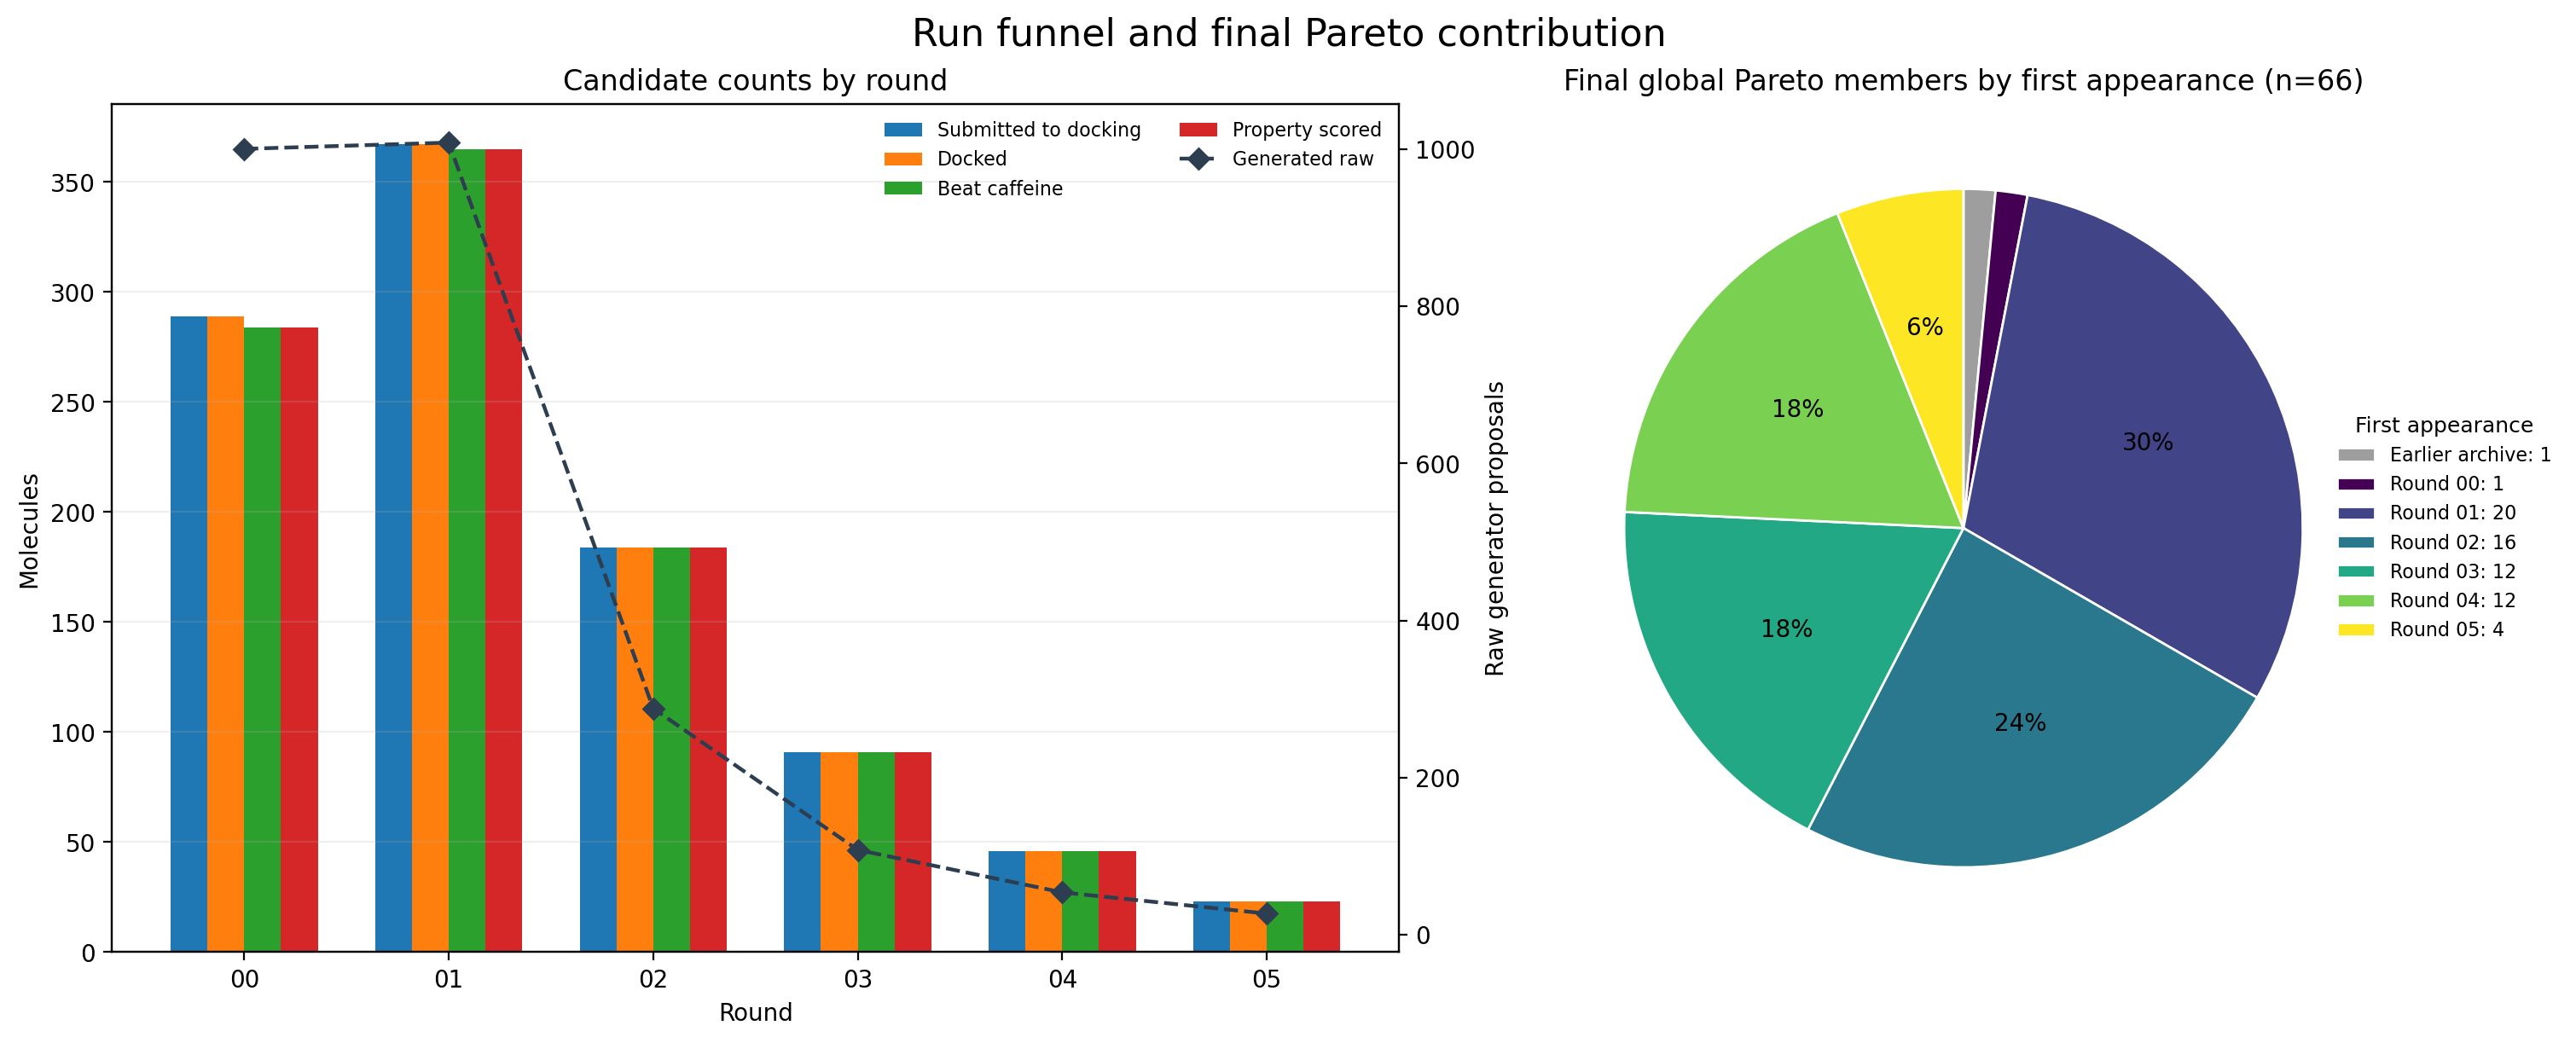 Run funnel and final Pareto contribution
Candidate counts by round
Submitted to docking
Docked
Beat caffeine
Property scored
Generated raw
Molecules
350
300
250
200
150
100
50
0
00
01
02
03
04
05
Round
1000
800
600
400
200
0
Raw generator proposals
Final global Pareto members by first appearance (n=66)
6%
18%
30%
18%
24%
First appearance
Earlier archive: 1
Round 00: 1
Round 01: 20
Round 02: 16
Round 03: 12
Round 04: 12
Round 05: 4